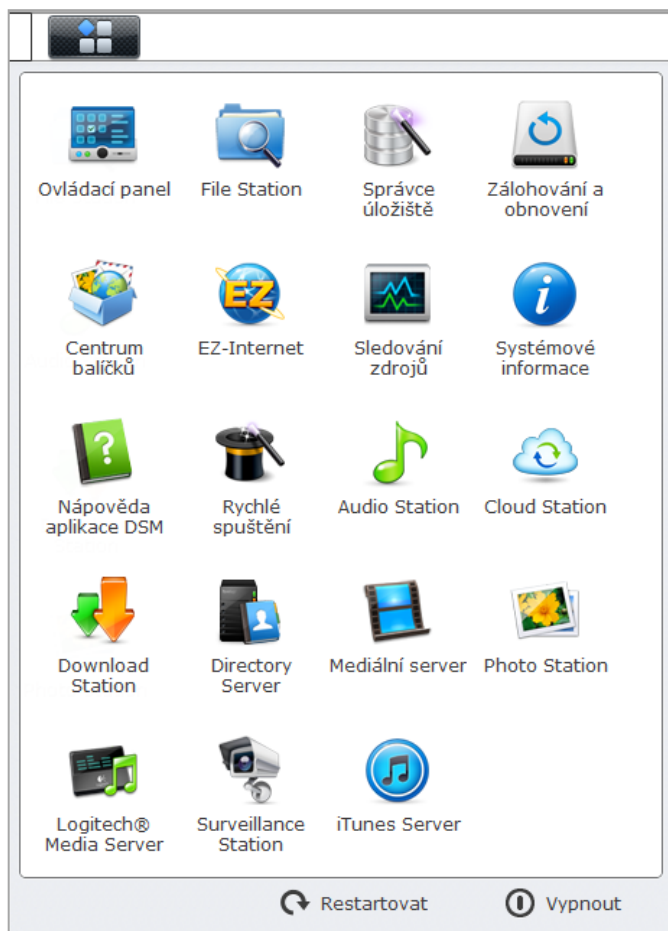 Ovládací panel
File Station
Správce
úložiště
Zálohování a
obnovení
Centrum
balíčků
EZ
EZ-Internet
Sledování
zdrojů
i
Systémové
informace
?
Nápověda
aplikace DSM
Rychlé
spuštění
Audio Station
Cloud Station
Download
Station
Directory
Server
Mediální server
Photo Station
Logitech®
Media Server
Surveillance
Station
iTunes Server
Restartovat
Vypnout